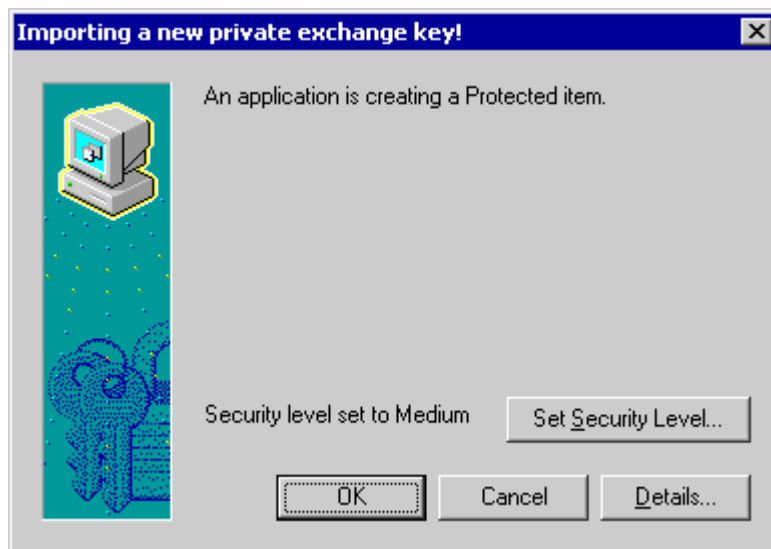 Importing a new private exchange key!
An application is creating a Protected item.
Security level set to Medium
Set Security Level...
OK
Cancel
Details...